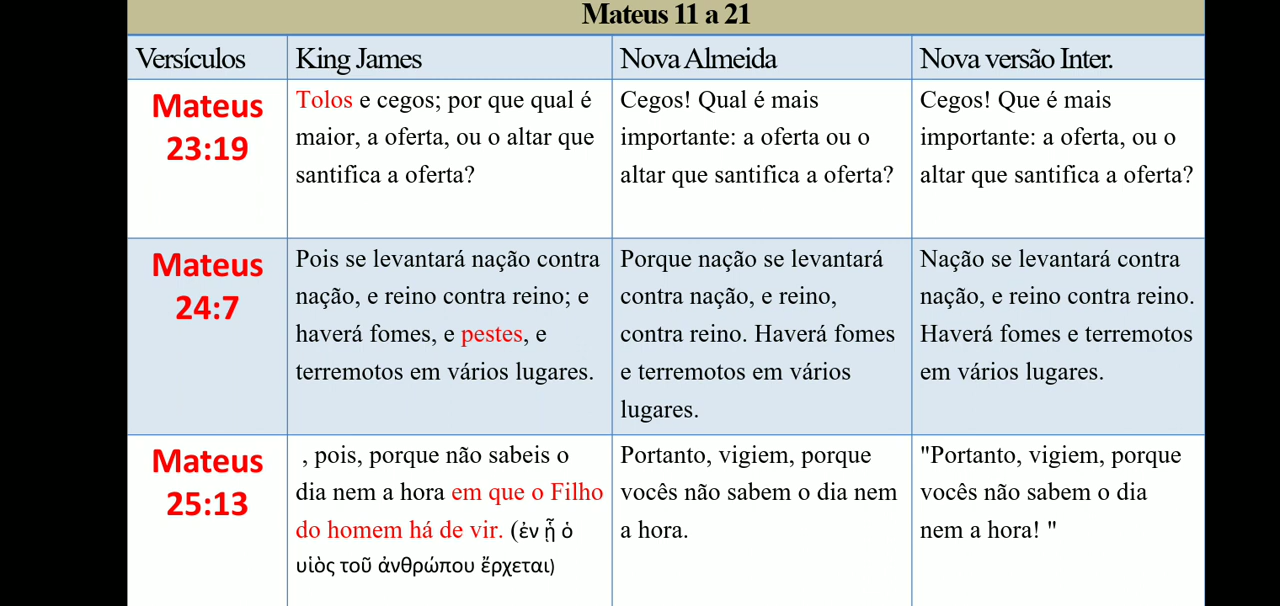 Mateus 11 a 21
Versículos
King James
Nova Almeida
Nova versão Inter.
Mateus
23:19
Tolos e cegos; por que qual é
maior, a oferta, ou o altar que
santifica a oferta?
Cegos! Qual é mais
importante: a oferta ou o
altar que santifica a oferta?
Cegos! Que é mais
importante: a oferta, ou o
altar que santifica a oferta?
Mateus
24:7
Pois se levantará nação contra
nação, e reino contra reino; e
haverá fomes, e pestes, e
terremotos em vários lugares.
Porque nação se levantará
contra nação, e reino,
contra reino. Haverá fomes
e terremotos em vários
lugares.
Nação se levantará contra
nação, e reino contra reino.
Haverá fomes e terremotos
em vários lugares.
Mateus
25:13
, pois, porque não sabeis o
dia nem a hora em que o Filho
do homem há de vir. (ἐν ᾗ ὁ
υἱὸς τοῦ ἀνθρώπου ἔρχεται)
Portanto, vigiem, porque
vocês não sabem o dia nem
a hora.
"Portanto, vigiem, porque
vocês não sabem o dia
nem a hora! "